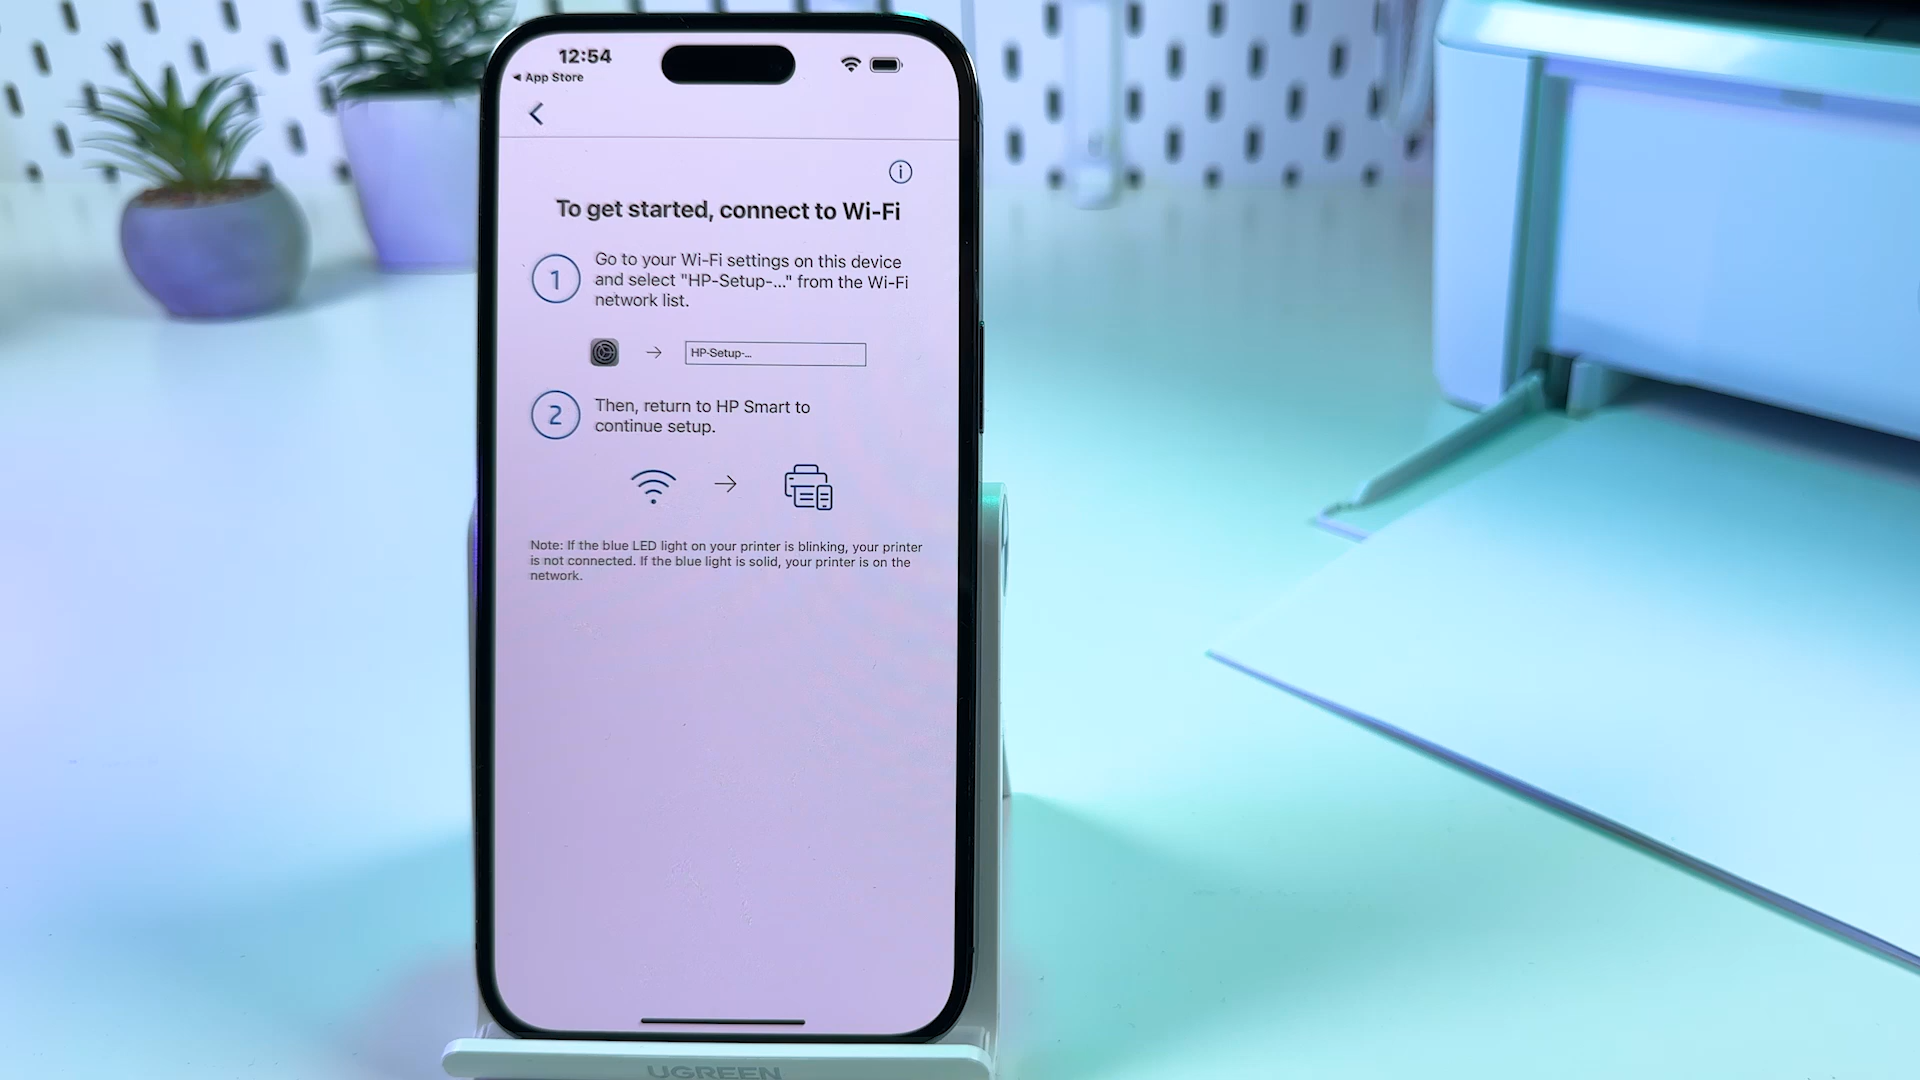 12:54
◂ App Store
To get started, connect to Wi-Fi
1
Go to your Wi-Fi settings on this device
and select "HP-Setup-..." from the Wi-Fi
network list.
HP-Setup-...
2
Then, return to HP Smart to
continue setup.
Note: If the blue LED light on your printer is blinking, your printer
is not connected. If the blue light is solid, your printer is on the
network.
UGREEN